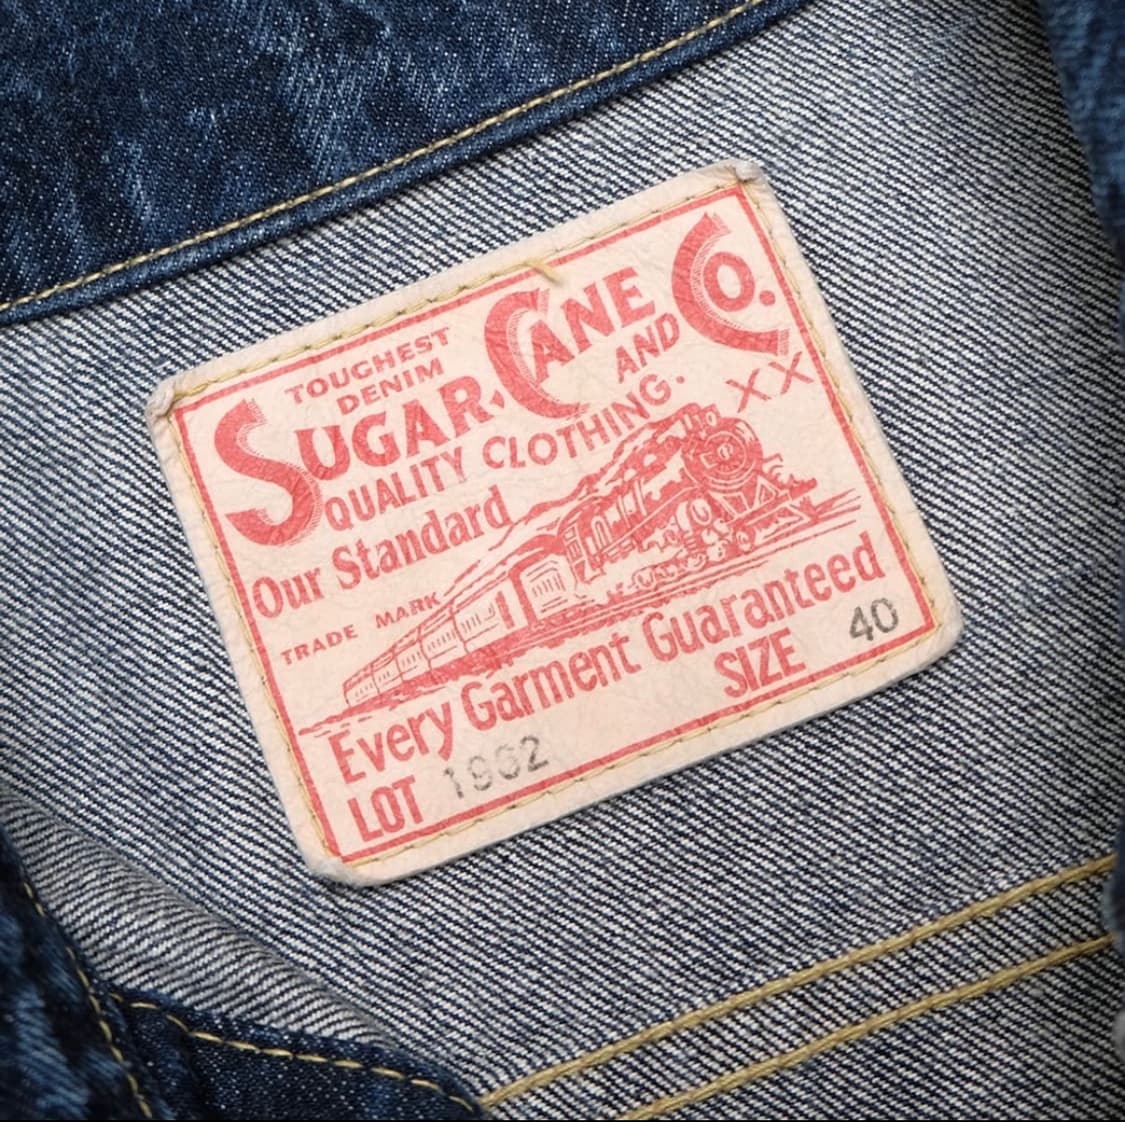 TOUGHEST
DENIM
SUGAR CANE CO.
AND
QUALITY CLOTHING. XX
Our Standard
TRADE MARK
Every Garment Guaranteed
LOT 1962 SIZE 40